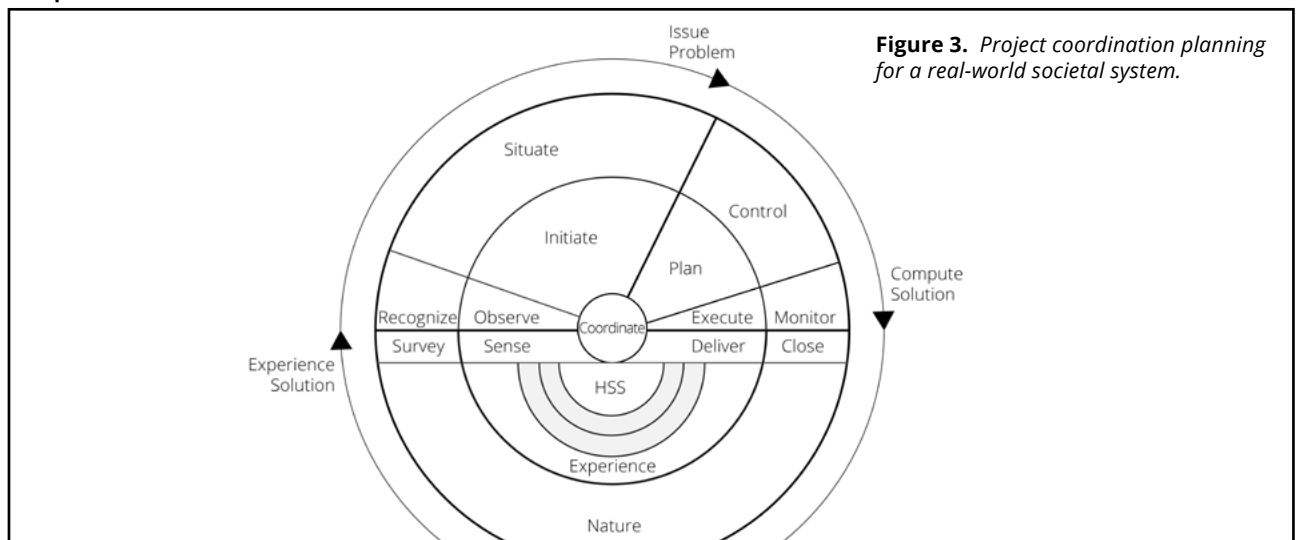 Issue
Problem
Figure 3. Project coordination planning
for a real-world societal system.
Situate
Control
Initiate
Plan
Compute
Solution
Recognize Observe Coordinate Execute Monitor
Survey Sense Deliver Close
Experience
Solution
HSS
Experience
Nature